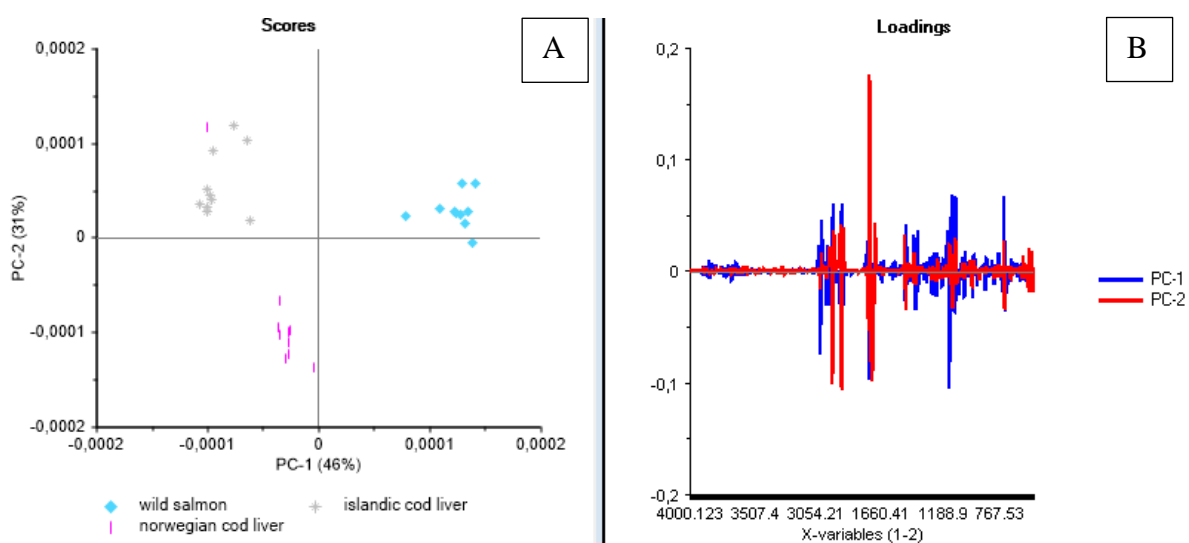 Scores
A
0,0002
0,0001
0
-0,0001
-0,0002
PC-2 (31%)
-0,0002 -0,0001 0 0,0001 0,0002
PC-1 (46%)
wild salmon islandic cod liver
norwegian cod liver
Loadings
B
0,2
0,1
0
-0,1
-0,2
PC-1
PC-2
4000.123 3507.4 3054.21 1660.41 1188.9 767.53
X-variables (1-2)